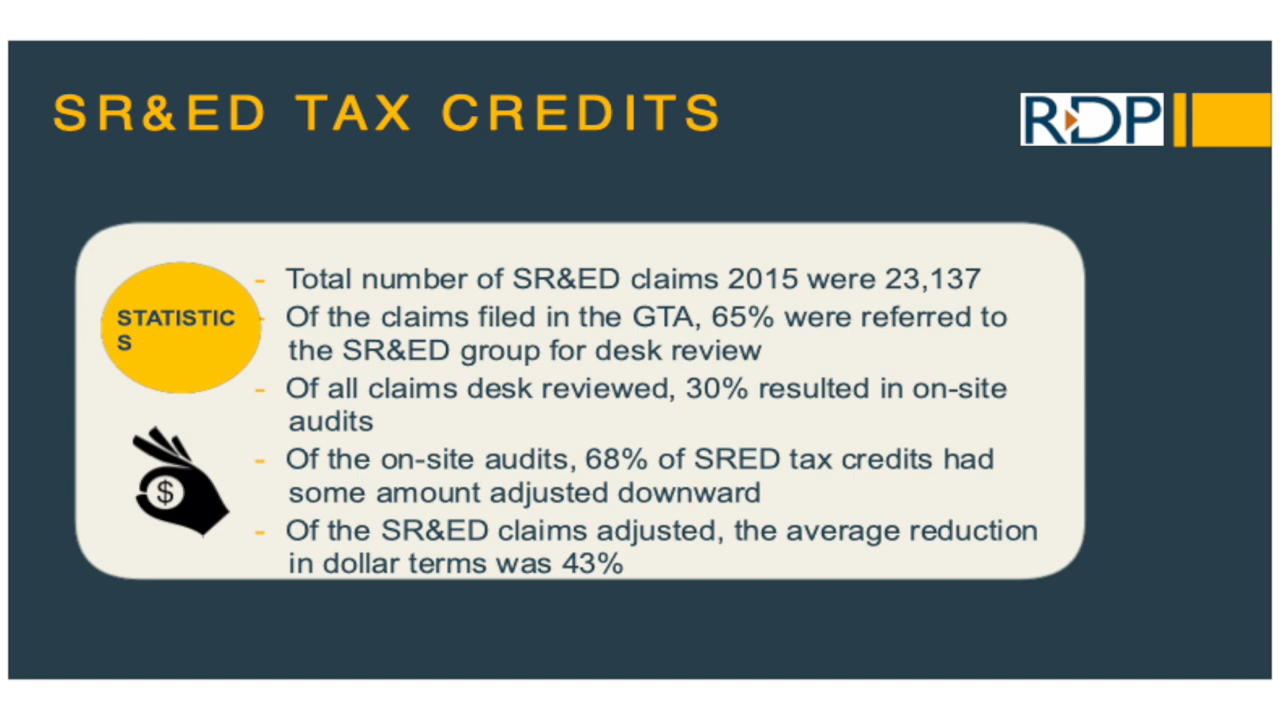 SR&ED TAX CREDITS
RDP
STATISTIC
S
- Total number of SR&ED claims 2015 were 23,137
- Of the claims filed in the GTA, 65% were referred to
the SR&ED group for desk review
- Of all claims desk reviewed, 30% resulted in on-site
audits
- Of the on-site audits, 68% of SRED tax credits had
some amount adjusted downward
- Of the SR&ED claims adjusted, the average reduction
in dollar terms was 43%
$